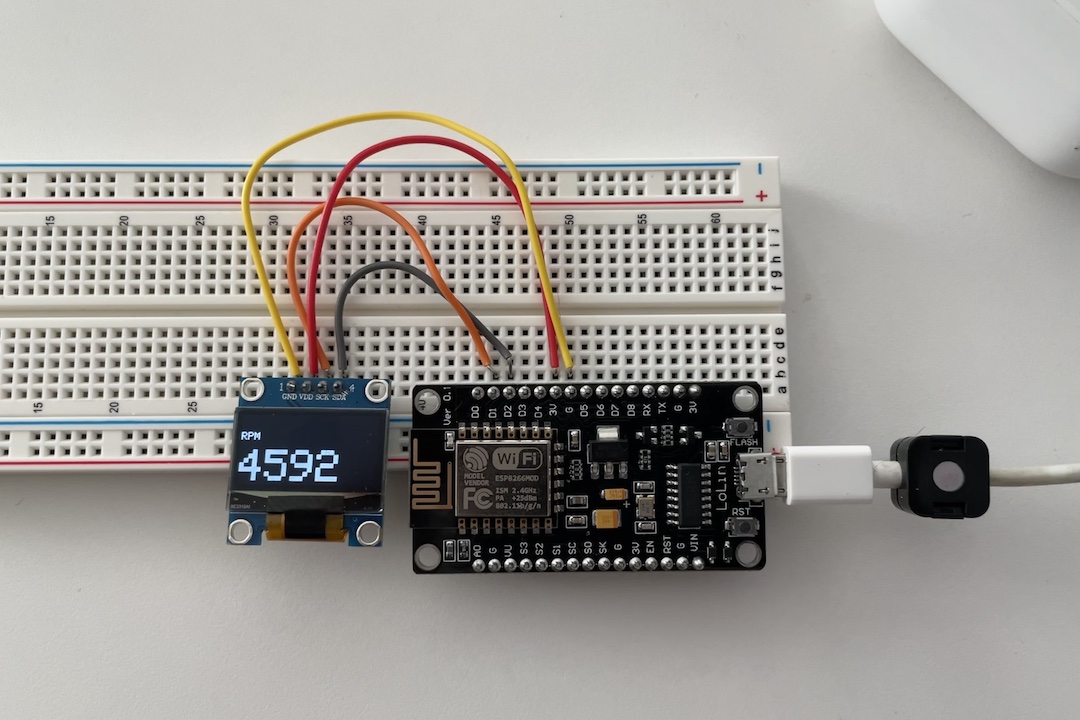 15 20 25 30 35 40 45 50 55 60
j
i
h
g
f
e
d
c
b
a
15 20 25
1 4
GND VDD SCK SDA
RPM
4592
Ver 0.1
D0 D1 D2 D3 D4 3V G D5 D6 D7 D8 RX TX G 3V
FLASH
WiFi
MODEL
VENDOR
ESP8266MOD
FC
ISM 2.4GHz
PA +25dBm
802.11b/g/n
LoLin
RST
A0 G VU S3 S2 S1 SC S0 SK G 3V EN RST G VIN